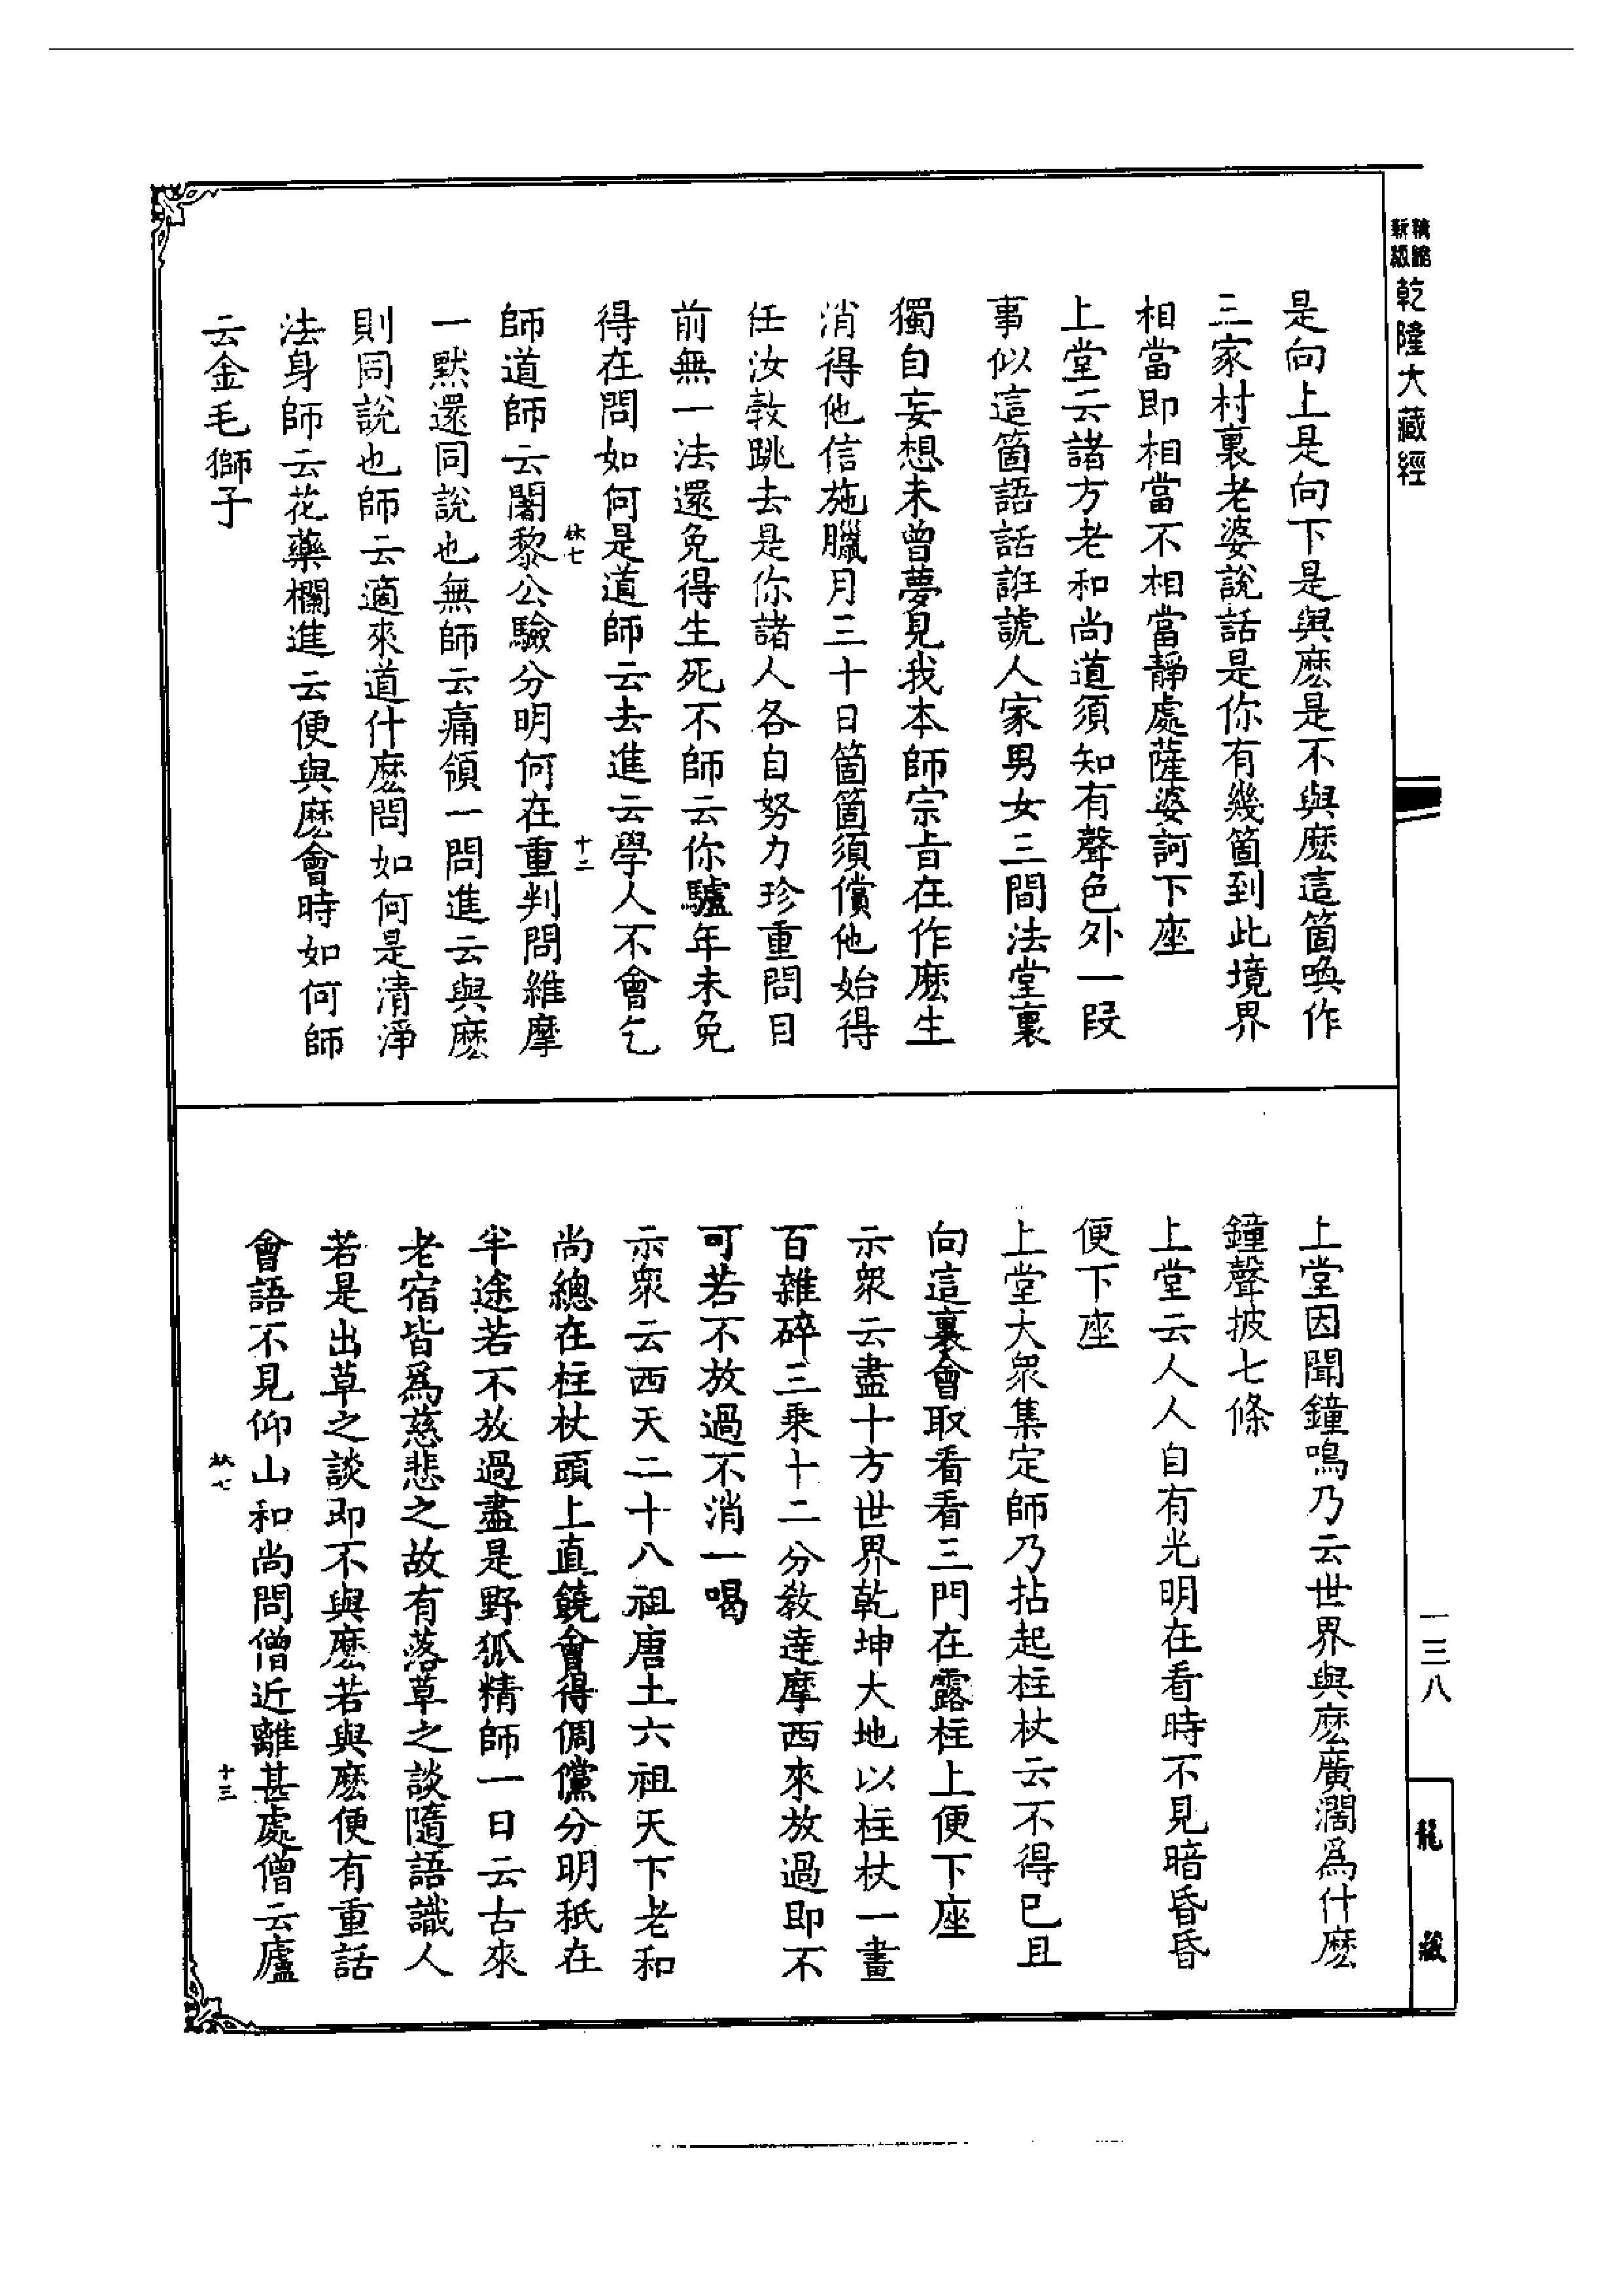 精縮新版
乾隆大藏經
是向上是向下是與麽是不與麽這箇喚作
三家村裏老婆說話是你有幾箇到此境界
相當即相當不相當靜處薩婆訶下座
上堂云諸方老和尚道須知有聲色外一段
事似這箇語話誑諕人家男女三間法堂裏
獨自妄想未曾夢見我本師宗旨在作麽生
消得他信施臘月三十日箇箇須償他始得
任汝㪍跳去是你諸人各自努力珍重問目
前無一法還免得生死不師云你驢年未免
得在問如何是道師云去進云學人不會乞
師道師云闍黎公驗分明何在重判問維摩
一黙還同說也無師云痛領一問進云與麽
則同說也師云適來道什麽問如何是清淨
法身師云花藥欄進云便與麽會時如何師
云金毛獅子
上堂因聞鐘鳴乃云世界與麽廣濶爲什麽
鐘聲披七條
上堂云人人自有光明在看時不見暗昏昏
便下座
上堂大衆集定師乃拈起柱杖云不得已且
向這裏會取看看三門在露柱上便下座
示衆云盡十方世界乾坤大地以柱杖一畫
百雜碎三乗十二分教達摩西來放過即不
可若不放過不消一喝
示衆云西天二十八祖唐土六祖天下老和
尚總在柱杖頭上直饒會得倜儻分明秖在
半途若不放過盡是野狐精師一日云古來
老宿皆爲慈悲之故有落草之談隨語識人
若是出草之談即不與麽若與麽便有重話
會語不見仰山和尚問僧近離甚處僧云廬
十二
十三
一三八
龍藏